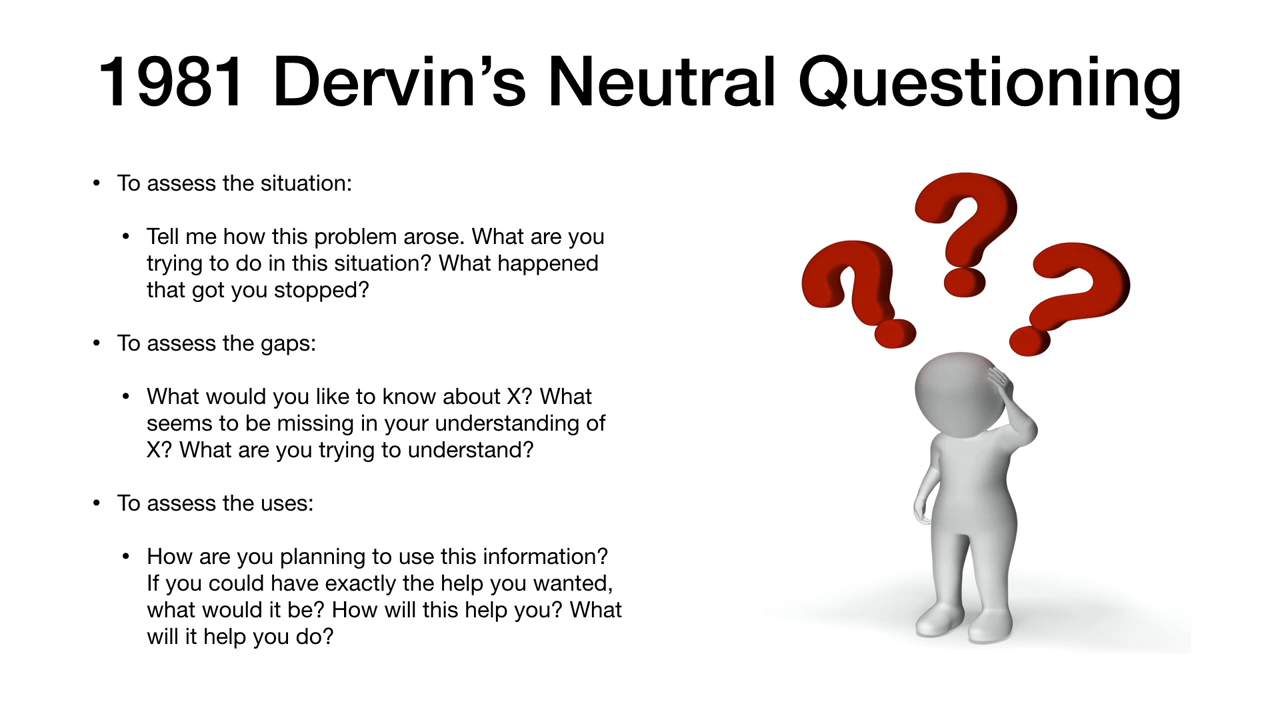 1981 Dervin’s Neutral Questioning
• To assess the situation:
• Tell me how this problem arose. What are you
trying to do in this situation? What happened
that got you stopped?
• To assess the gaps:
• What would you like to know about X? What
seems to be missing in your understanding of
X? What are you trying to understand?
• To assess the uses:
• How are you planning to use this information?
If you could have exactly the help you wanted,
what would it be? How will this help you? What
will it help you do?